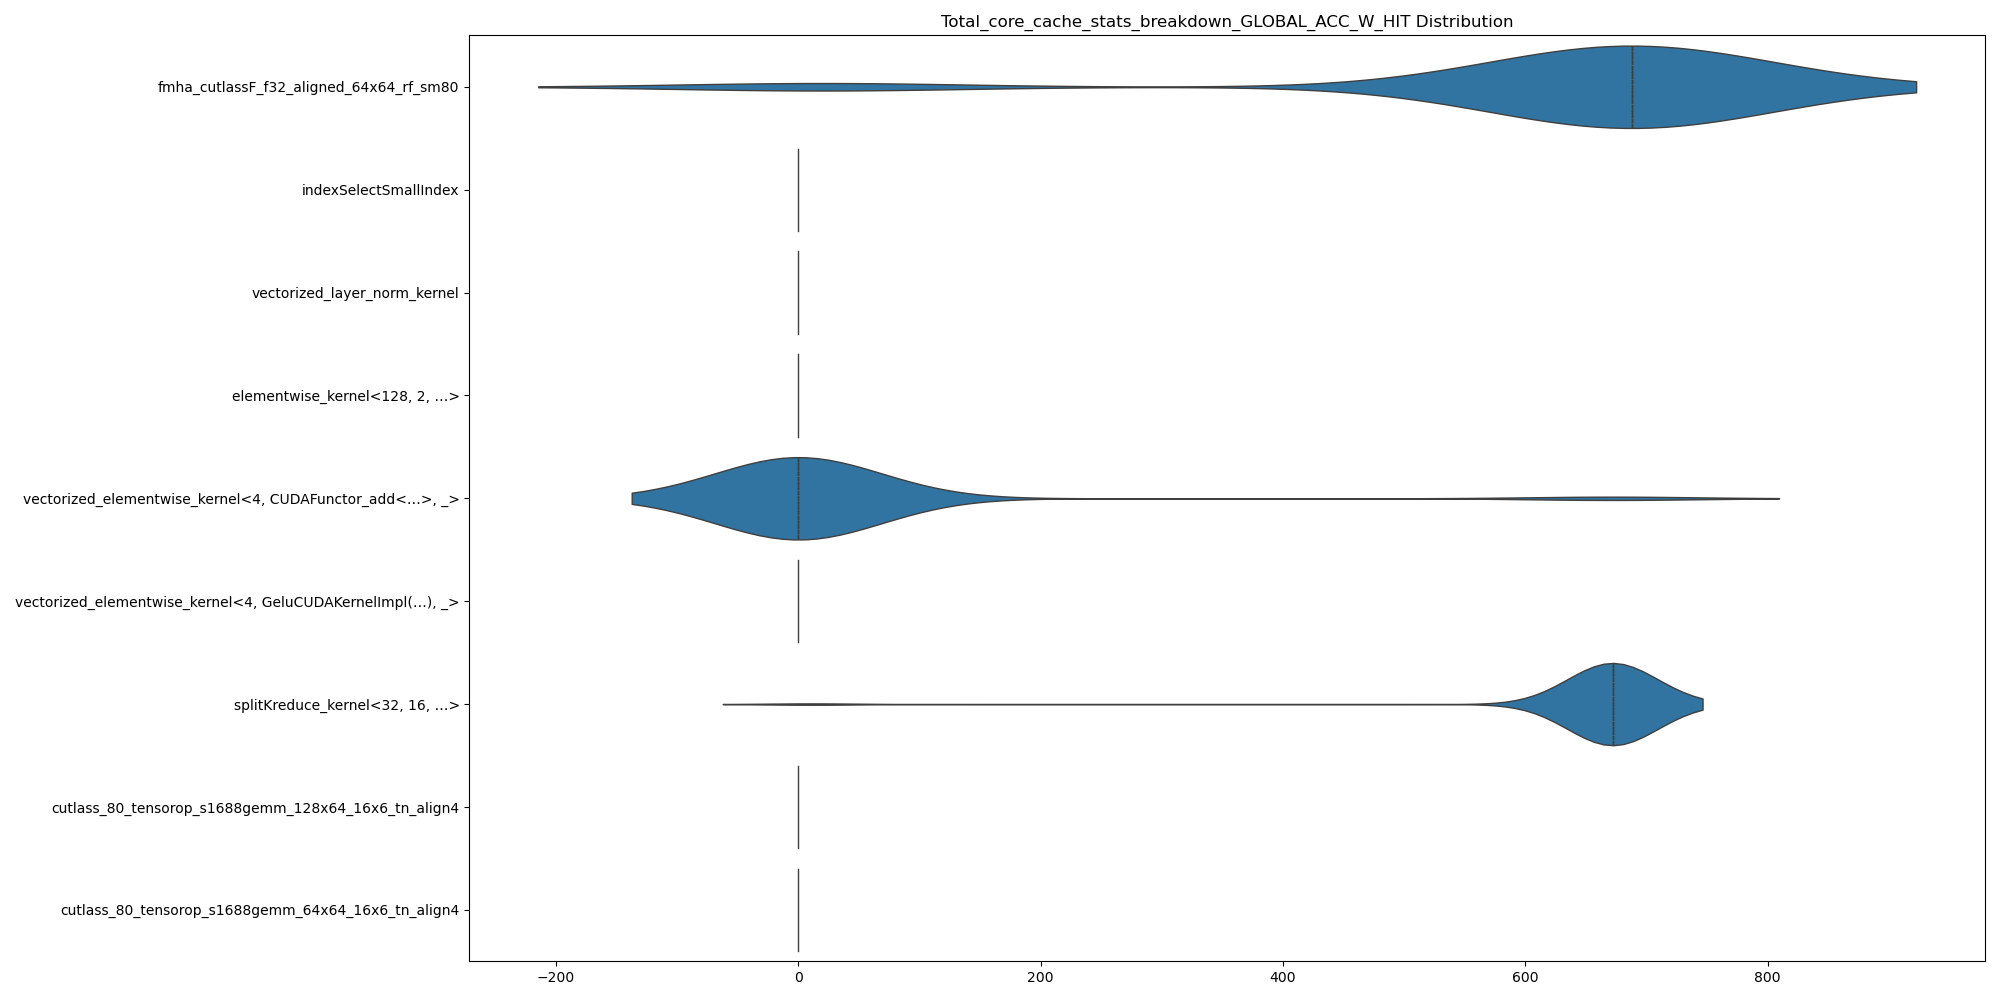 Total_core_cache_stats_breakdown_GLOBAL_ACC_W_HIT Distribution
fmha_cutlassF_f32_aligned_64x64_rf_sm80
indexSelectSmallIndex
vectorized_layer_norm_kernel
elementwise_kernel<128, 2, ...>
vectorized_elementwise_kernel<4, CUDAFunctor_add<...>, _>
vectorized_elementwise_kernel<4, GeluCUDAKernelImpl(...), _>
splitKreduce_kernel<32, 16, ...>
cutlass_80_tensorop_s1688gemm_128x64_16x6_tn_align4
cutlass_80_tensorop_s1688gemm_64x64_16x6_tn_align4
−200 0 200 400 600 800